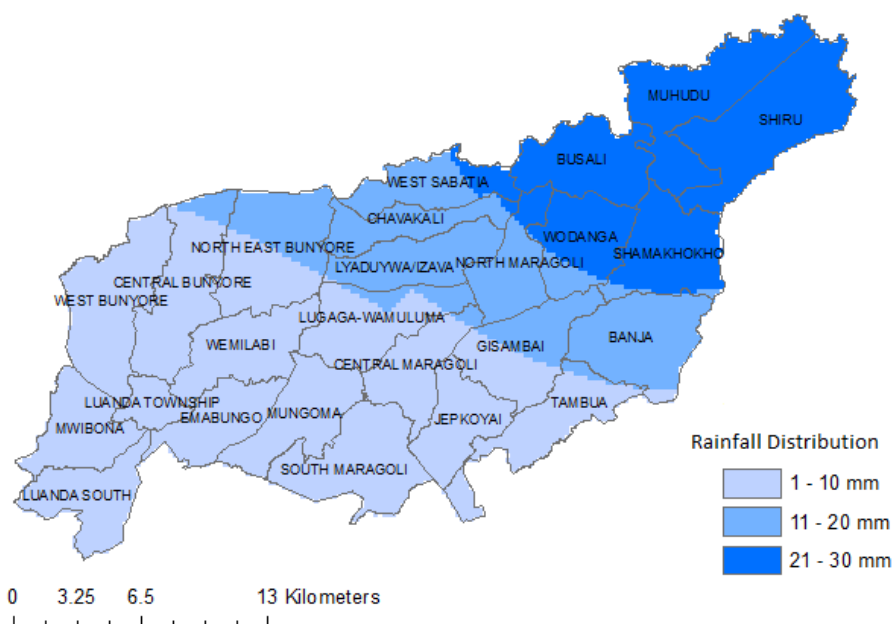 MUHUDU
SHIRU
BUSALI
WEST SABATIA
CHAVAKALI
WODANGA
NORTH EAST BUNYORE
SHAMAKHOKHO
LYADUYWA/IZAVA
NORTH MARAGOLI
CENTRAL BUNYORE
WEST BUNYORE
LUGAGA-WAMULUMA
WEMILABI
GISAMBAI
BANJA
CENTRAL MARAGOLI
LUANDA TOWNSHIP
EMABUNGO
MUNGOMA
JEPKOYAI
TAMBUA
MWIBONA
SOUTH MARAGOLI
LUANDA SOUTH
Rainfall Distribution
1 - 10 mm
11 - 20 mm
21 - 30 mm
0 3.25 6.5 13 Kilometers